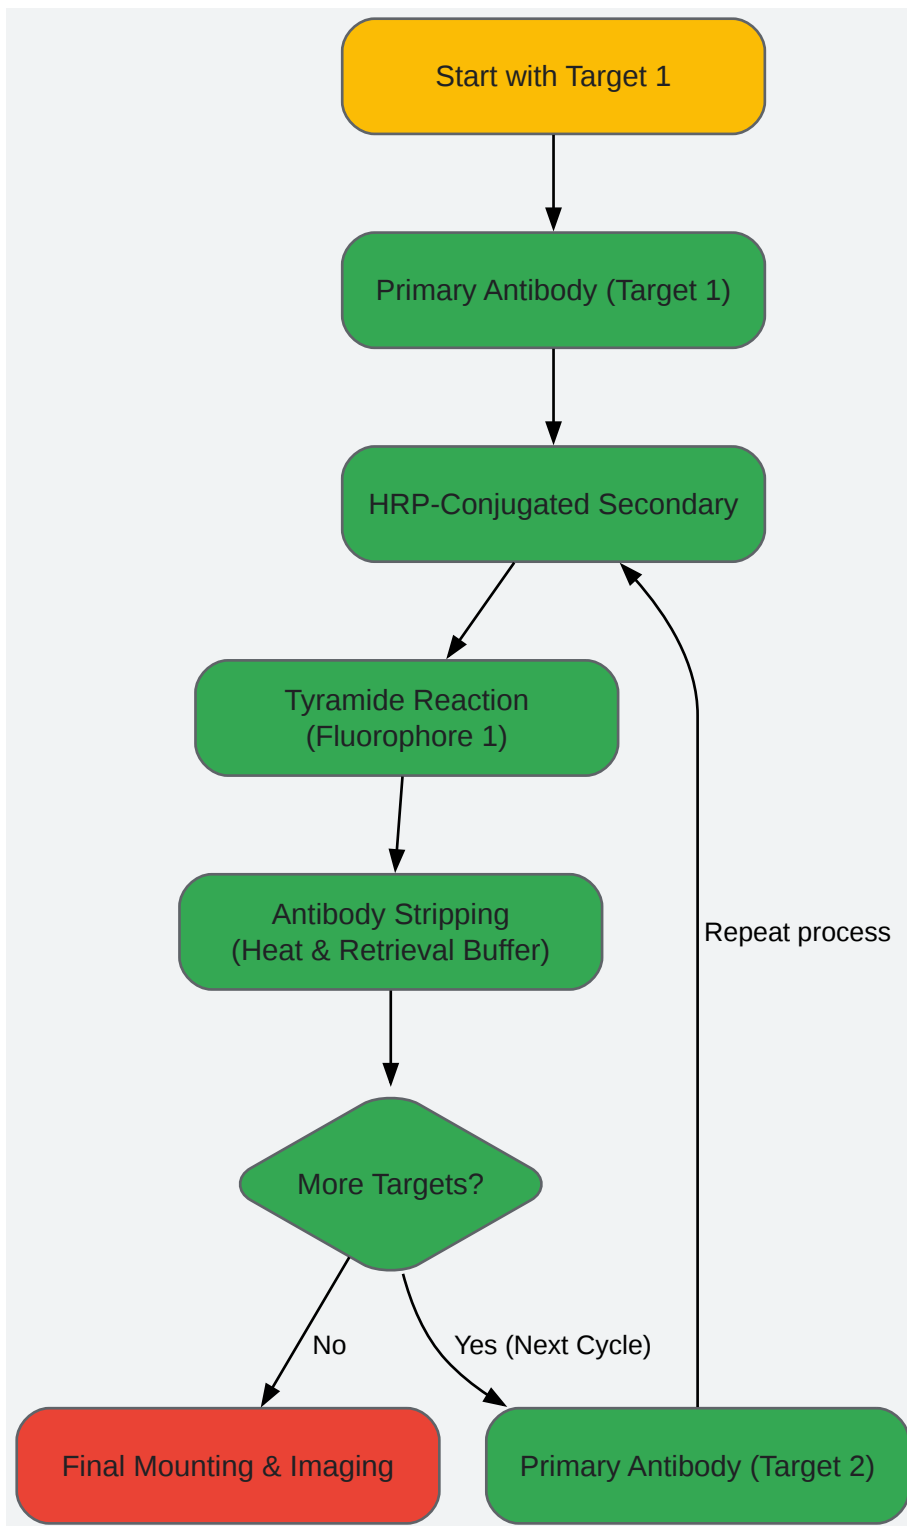 Start with Target 1
Primary Antibody (Target 1)
HRP-Conjugated Secondary
Tyramide Reaction
(Fluorophore 1)
Antibody Stripping
(Heat & Retrieval Buffer)
Repeat process
More Targets?
No
Yes (Next Cycle)
Final Mounting & Imaging
Primary Antibody (Target 2)